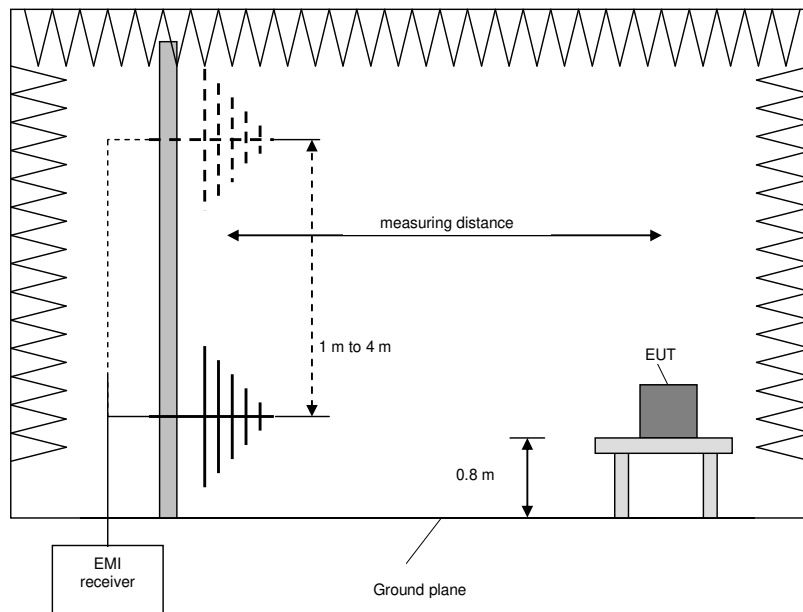 measuring distance
1 m to 4 m
EUT
0.8 m
EMI
receiver
Ground plane